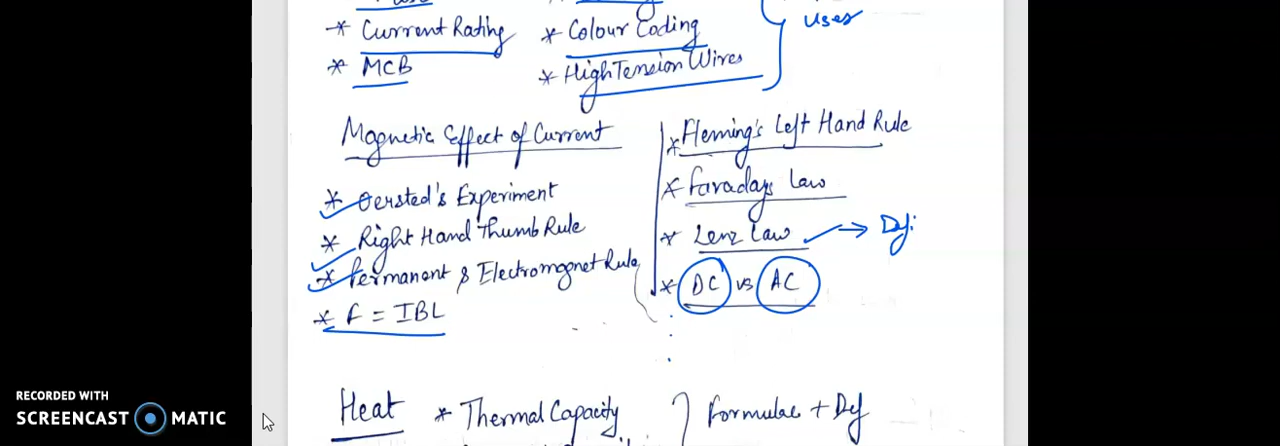 * Current Rating
* MCB
* Colour Coding
* High Tension Wires
Uses
Magnetic Effect of Current
* Oersted's Experiment
* Right Hand Thumb Rule
* Permanent & Electromagnet Rule
* F = IBL
* Fleming's Left Hand Rule
* Faradays Law
* Lenz Law → Def:
* DC vs AC
Heat
* Thermal Capacity
Formulae + Def
RECORDED WITH
SCREENCAST MATIC